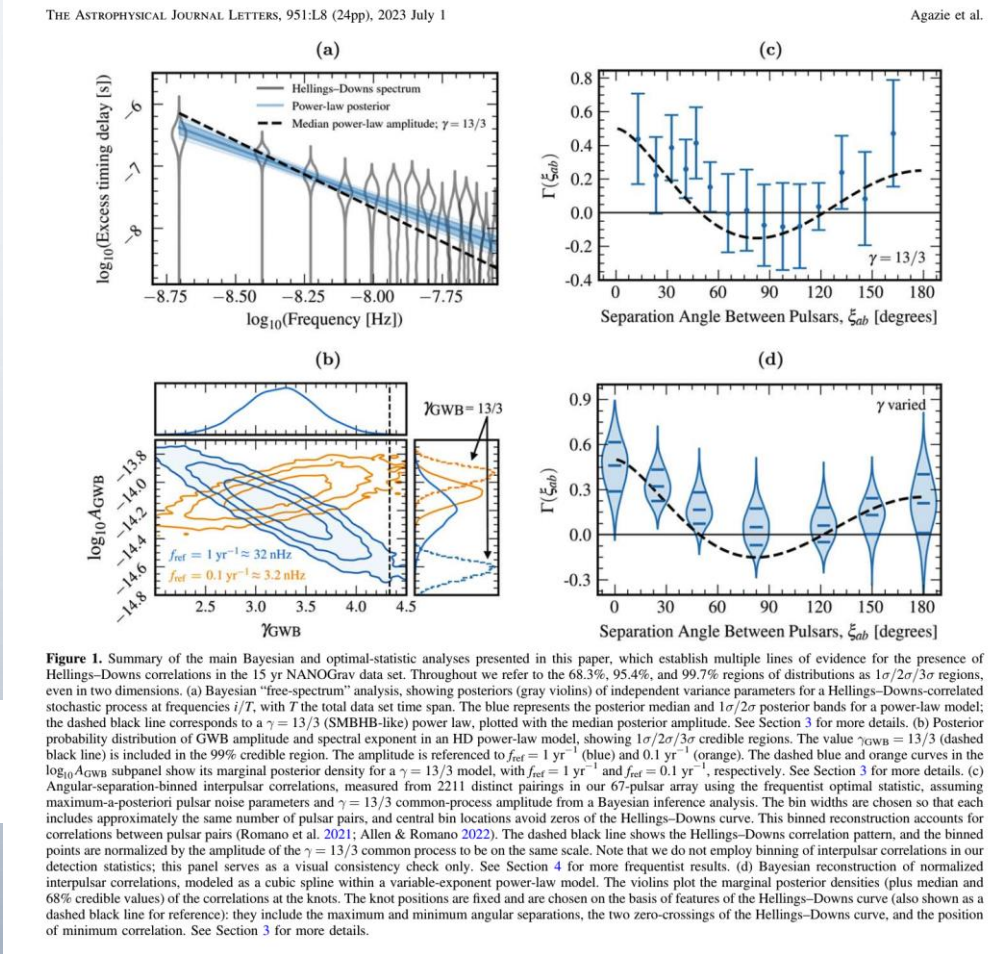 THE ASTROPHYSICAL JOURNAL LETTERS, 951:L8 (24pp), 2023 July 1
Agazie et al.
(a)
log10(Excess timing delay [s])
−6
−7
−8
Hellings–Downs spectrum
Power-law posterior
Median power-law amplitude; γ = 13/3
−8.75 −8.50 −8.25 −8.00 −7.75
log10(Frequency [Hz])
(c)
Γ(ξab)
0.8
0.6
0.4
0.2
0.0
-0.2
-0.4
γ = 13/3
0 30 60 90 120 150 180
Separation Angle Between Pulsars, ξab [degrees]
(b)
γGWB = 13/3
log10 AGWB
−13.8
−14.0
−14.2
−14.4
−14.6
−14.8
fref = 1 yr−1 ≈ 32 nHz
fref = 0.1 yr−1 ≈ 3.2 nHz
2.5 3.0 3.5 4.0 4.5
γGWB
(d)
Γ(ξab)
0.9
0.6
0.3
0.0
-0.3
γ varied
0 30 60 90 120 150 180
Separation Angle Between Pulsars, ξab [degrees]
Figure 1. Summary of the main Bayesian and optimal-statistic analyses presented in this paper, which establish multiple lines of evidence for the presence of
Hellings–Downs correlations in the 15 yr NANOGrav data set. Throughout we refer to the 68.3%, 95.4%, and 99.7% regions of distributions as 1σ/2σ/3σ regions,
even in two dimensions. (a) Bayesian “free-spectrum” analysis, showing posteriors (gray violins) of independent variance parameters for a Hellings–Downs-correlated
stochastic process at frequencies i/T, with T the total data set time span. The blue represents the posterior median and 1σ/2σ posterior bands for a power-law model;
the dashed black line corresponds to a γ = 13/3 (SMBHB-like) power law, plotted with the median posterior amplitude. See Section 3 for more details. (b) Posterior
probability distribution of GWB amplitude and spectral exponent in an HD power-law model, showing 1σ/2σ/3σ credible regions. The value γGWB = 13/3 (dashed
black line) is included in the 99% credible region. The amplitude is referenced to fref = 1 yr−1 (blue) and 0.1 yr−1 (orange). The dashed blue and orange curves in the
log10 AGWB subpanel show its marginal posterior density for a γ = 13/3 model, with fref = 1 yr−1 and fref = 0.1 yr−1, respectively. See Section 3 for more details. (c)
Angular-separation-binned interpulsar correlations, measured from 2211 distinct pairings in our 67-pulsar array using the frequentist optimal statistic, assuming
maximum-a-posteriori pulsar noise parameters and γ = 13/3 common-process amplitude from a Bayesian inference analysis. The bin widths are chosen so that each
includes approximately the same number of pulsar pairs, and central bin locations avoid zeros of the Hellings–Downs curve. This binned reconstruction accounts for
correlations between pulsar pairs (Romano et al. 2021; Allen & Romano 2022). The dashed black line shows the Hellings–Downs correlation pattern, and the binned
points are normalized by the amplitude of the γ = 13/3 common process to be on the same scale. Note that we do not employ binning of interpulsar correlations in our
detection statistics; this panel serves as a visual consistency check only. See Section 4 for more frequentist results. (d) Bayesian reconstruction of normalized
interpulsar correlations, modeled as a cubic spline within a variable-exponent power-law model. The violins plot the marginal posterior densities (plus median and
68% credible values) of the correlations at the knots. The knot positions are fixed and are chosen on the basis of features of the Hellings–Downs curve (also shown as a
dashed black line for reference): they include the maximum and minimum angular separations, the two zero-crossings of the Hellings–Downs curve, and the position
of minimum correlation. See Section 3 for more details.